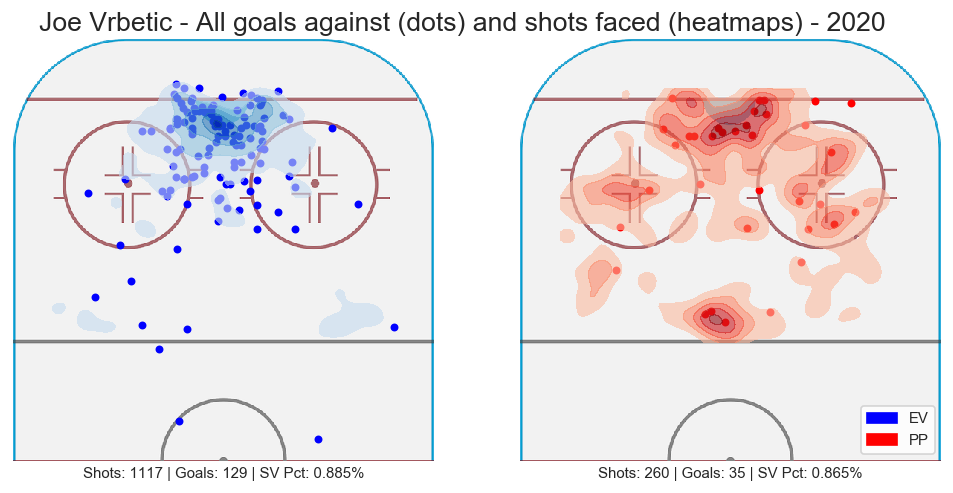 Joe Vrbetic - All goals against (dots) and shots faced (heatmaps) - 2020
EV
PP
Shots: 1117 | Goals: 129 | SV Pct: 0.885%
Shots: 260 | Goals: 35 | SV Pct: 0.865%